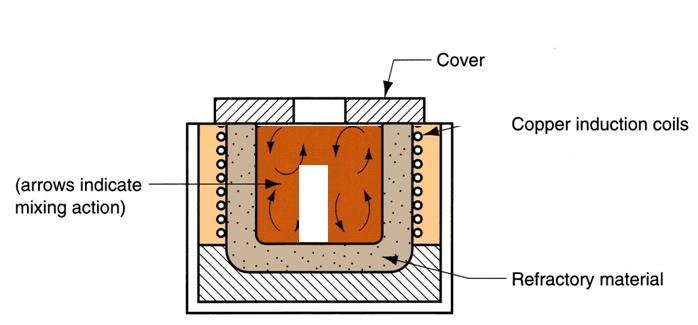 Cover
Copper induction coils
(arrows indicate
mixing action)
Refractory material